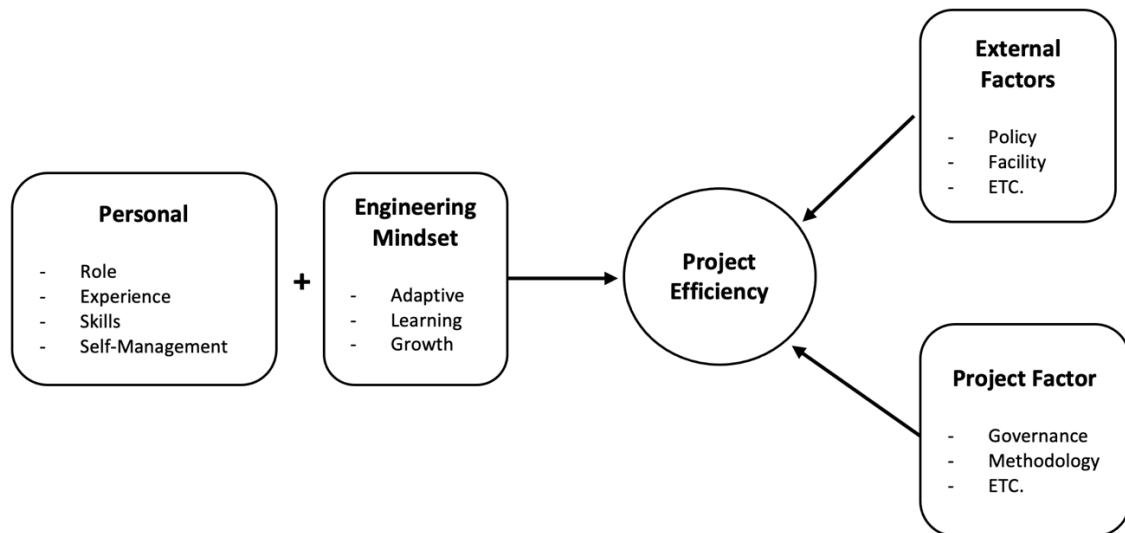 Personal
- Role
- Experience
- Skills
- Self-Management
+
Engineering
Mindset
- Adaptive
- Learning
- Growth
Project
Efficiency
External
Factors
- Policy
- Facility
- ETC.
Project Factor
- Governance
- Methodology
- ETC.